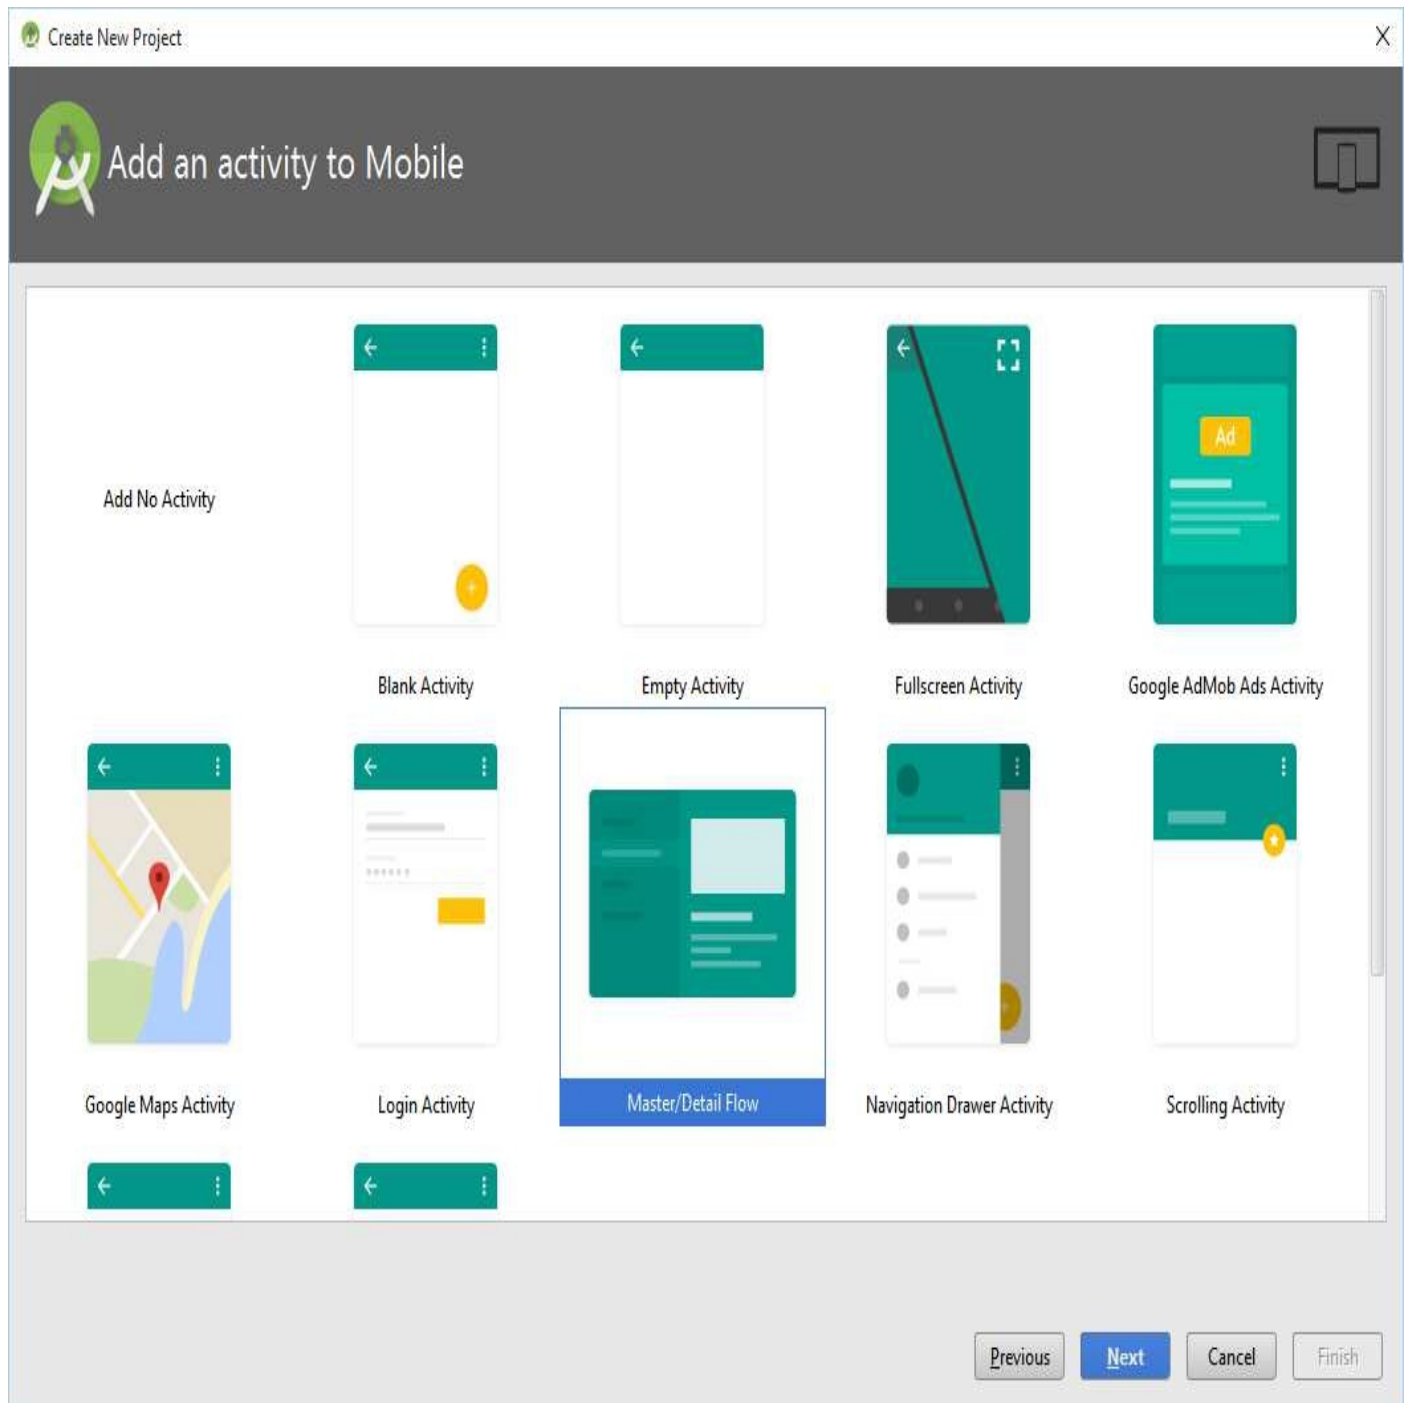 Create New Project
X
Add an activity to Mobile
Ad
Add No Activity
Blank Activity
Empty Activity
Fullscreen Activity
Google AdMob Ads Activity
Google Maps Activity
Login Activity
Master/Detail Flow
Navigation Drawer Activity
Scrolling Activity
Previous
Next
Cancel
Finish